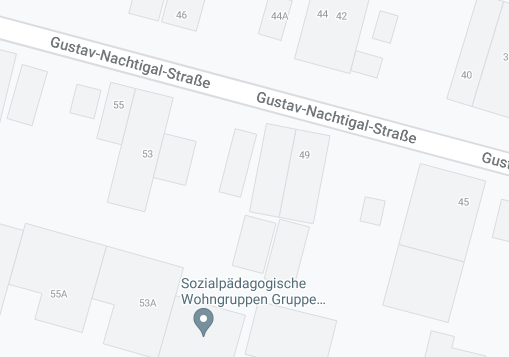 46
44A
44
42
40
Gustav-Nachtigal-Straße
Gustav-Nachtigal-Straße
55
53
49
45
55A
53A
Sozialpädagogische
Wohngruppen Gruppe...